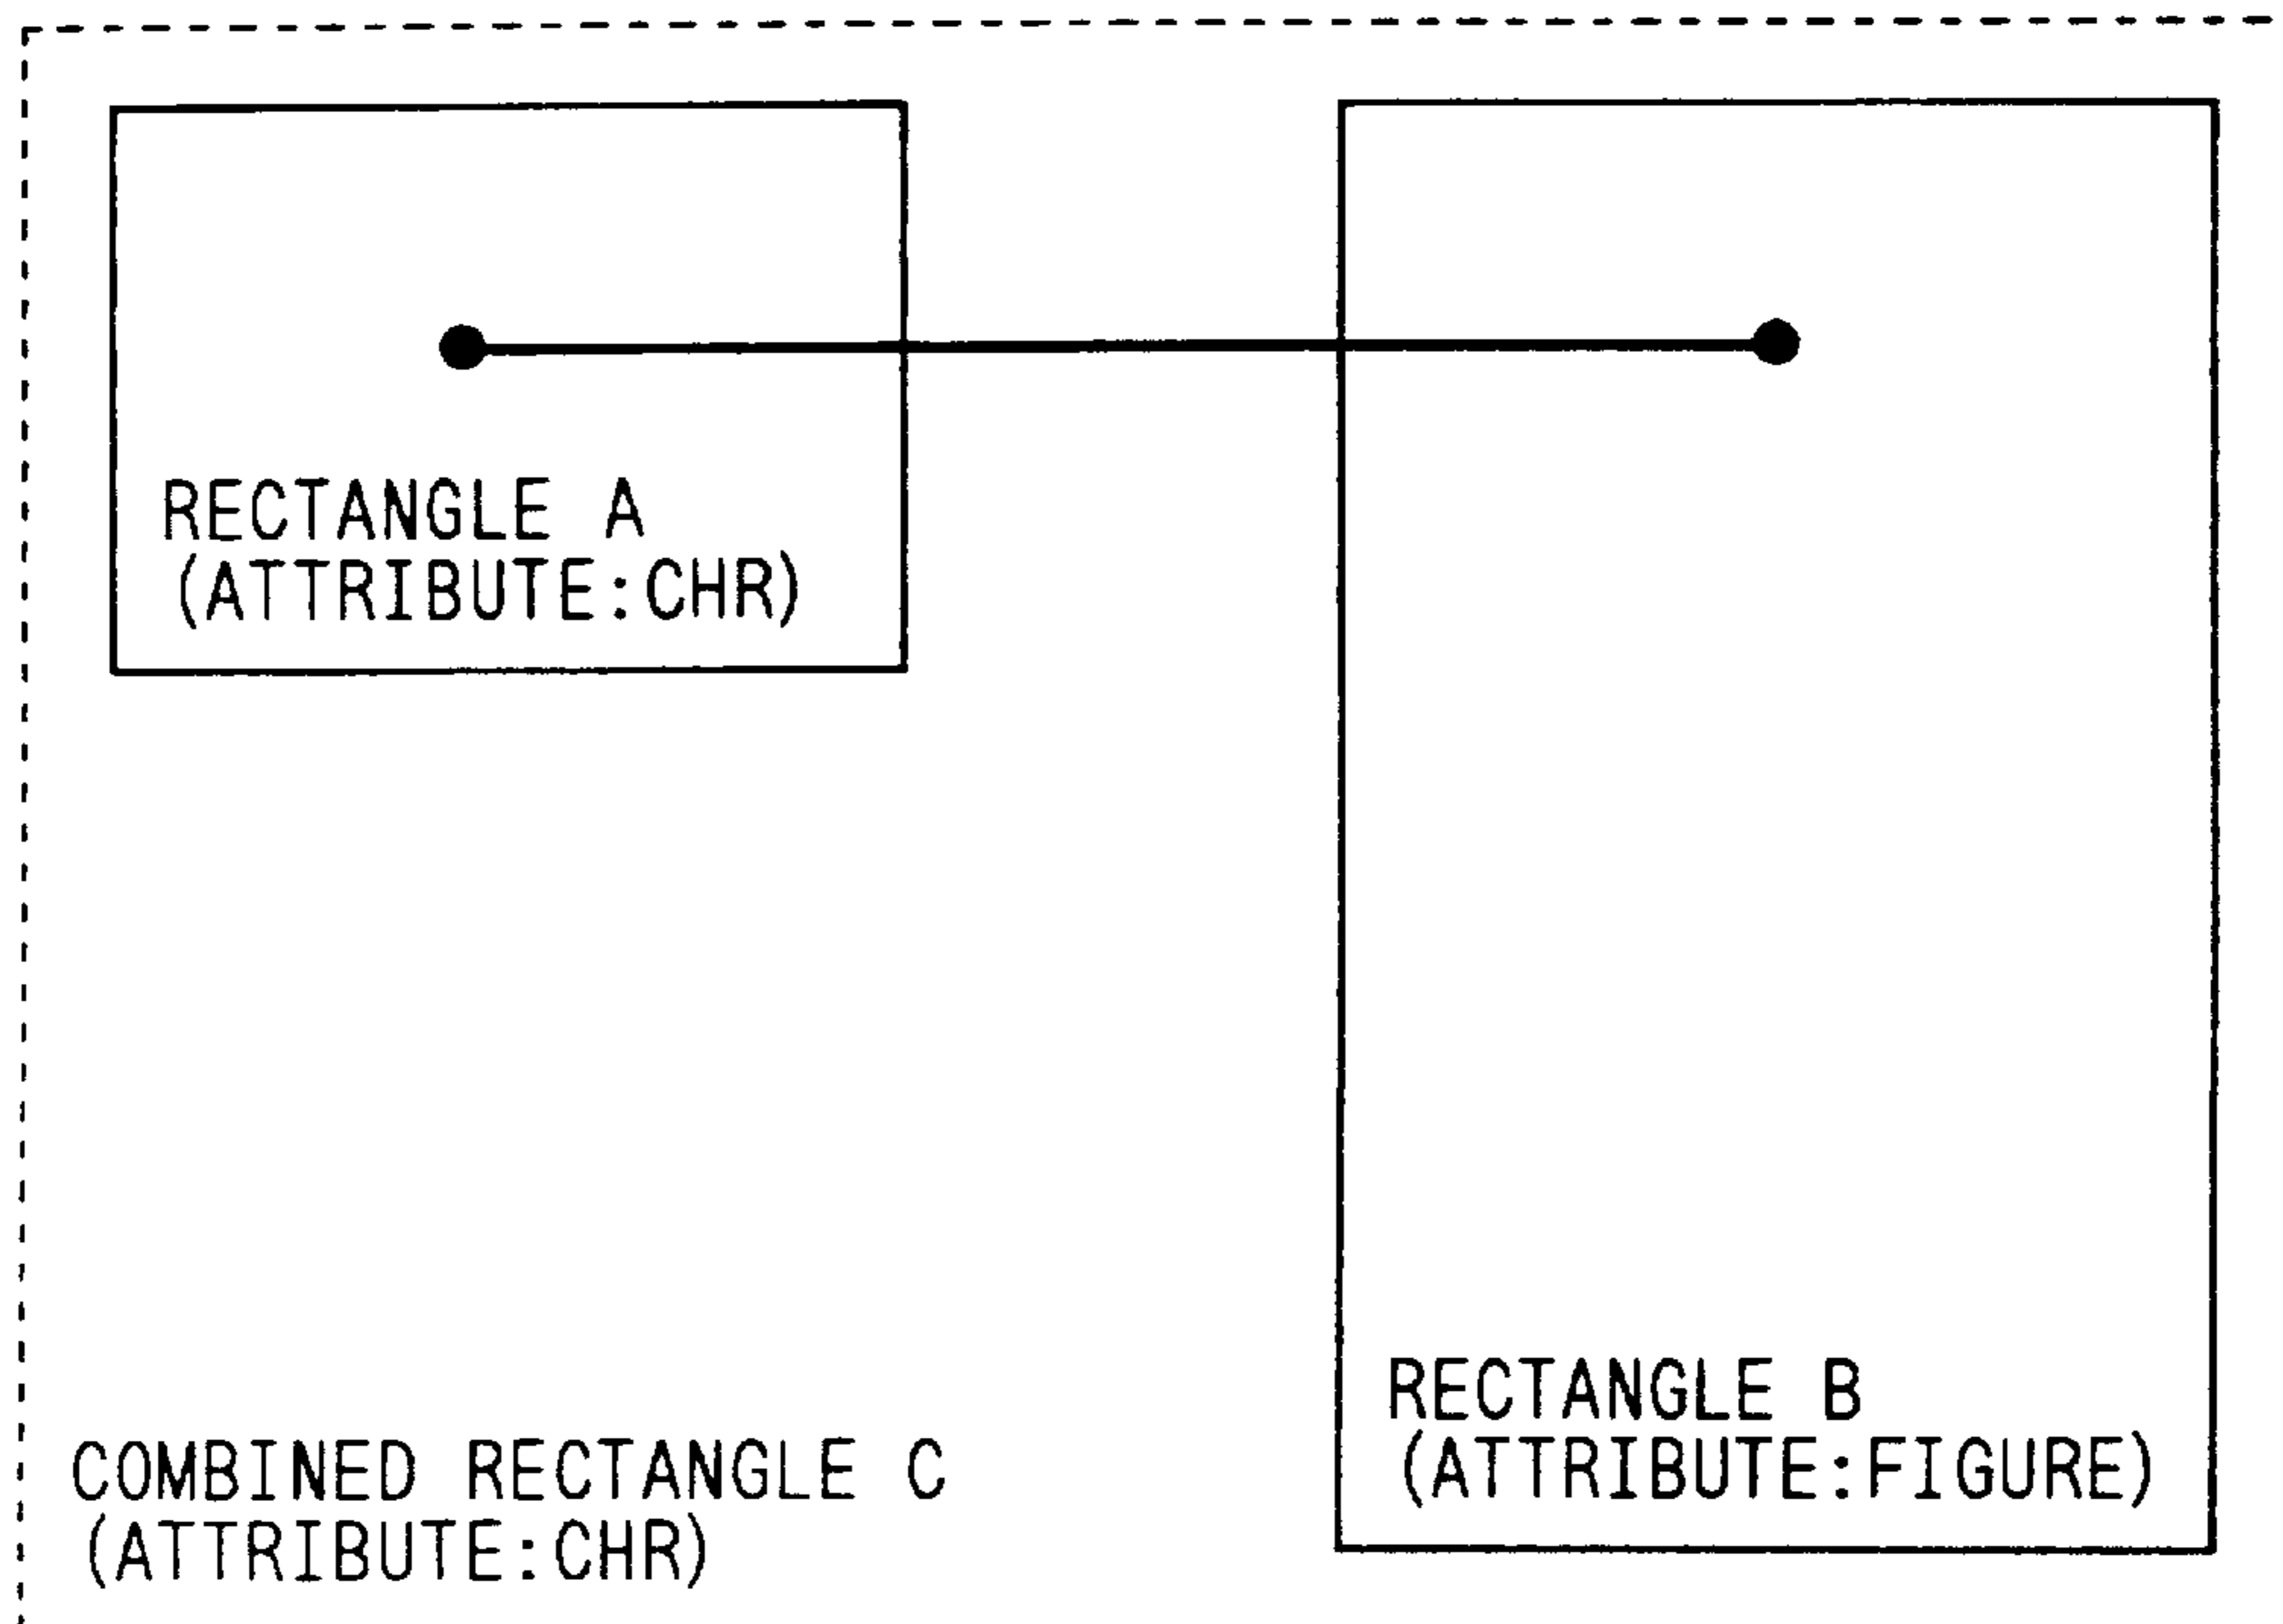 RECTANGLE A
(ATTRIBUTE:CHR)
RECTANGLE B
(ATTRIBUTE:FIGURE)
COMBINED RECTANGLE C
(ATTRIBUTE:CHR)